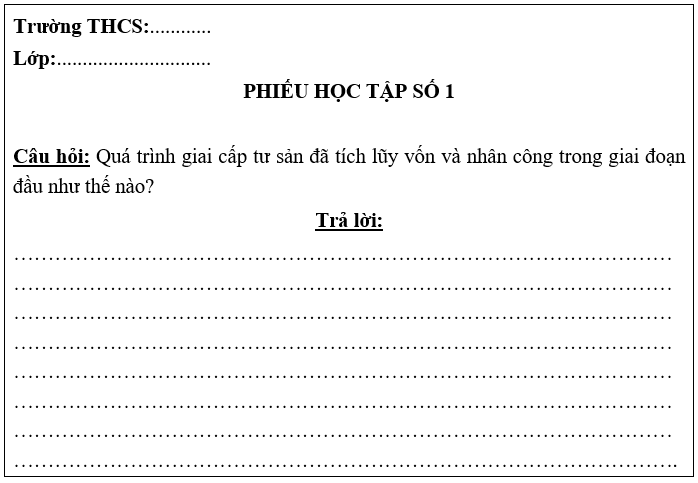 Trường THCS:............
Lớp:..............................
PHIẾU HỌC TẬP SỐ 1
Câu hỏi: Quá trình giai cấp tư sản đã tích lũy vốn và nhân công trong giai đoạn
đầu như thế nào?
Trả lời:
……………………………………………………………………………………
……………………………………………………………………………………
……………………………………………………………………………………
……………………………………………………………………………………
……………………………………………………………………………………
……………………………………………………………………………………
……………………………………………………………………………………
…………………………………………………………………………………….